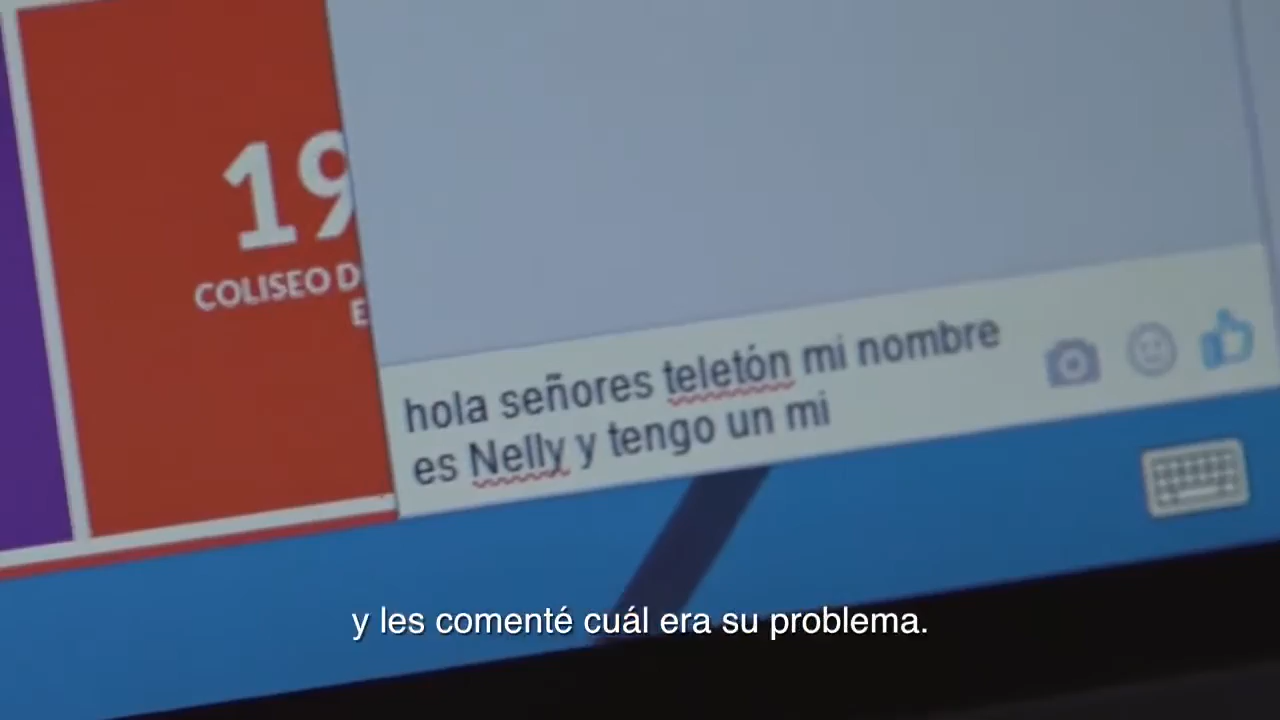 19
COLISEO D
E
hola señores teletón mi nombre
es Nelly y tengo un mi
y les comenté cuál era su problema.